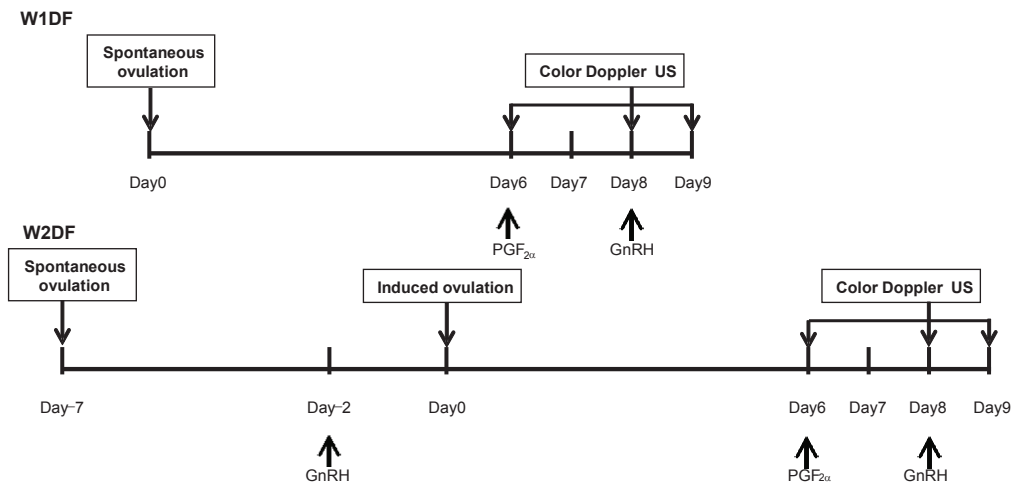 W1DF
Spontaneous
ovulation
Color Doppler US
Day0
Day6
Day7
Day8
Day9
PGF2α
GnRH
W2DF
Spontaneous
ovulation
Induced ovulation
Color Doppler US
Day−7
Day−2
Day0
Day6
Day7
Day8
Day9
GnRH
PGF2α
GnRH